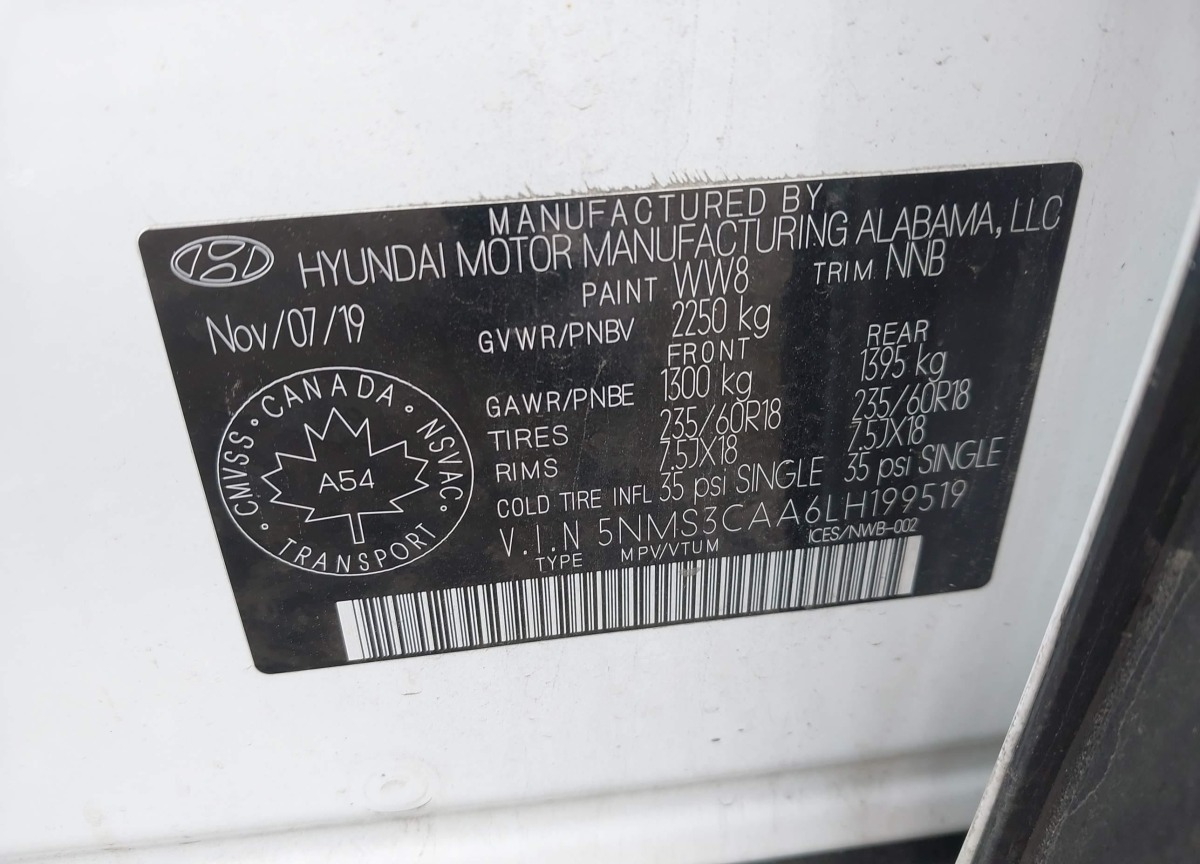 MANUFACTURED BY
HYUNDAI MOTOR MANUFACTURING ALABAMA, LLC
PAINT WW8 TRIM NNB
Nov/07/19
GVWR/PNBV 2250 kg
FRONT REAR
GAWR/PNBE 1300 kg 1395 kg
TIRES 235/60R18 235/60R18
RIMS 7.5JX18 7.5JX18
COLD TIRE INFL 35 psi SINGLE 35 psi SINGLE
V.I.N 5NMS3CAA6LH199519
TYPE MPV/VTUM ICES/NWB-002
CMVSS • CANADA • NSVAC •
A54
TRANSPORT